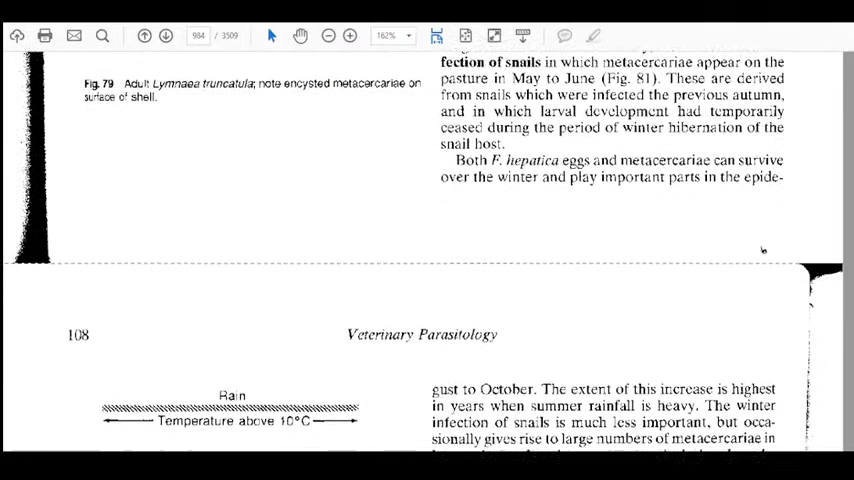 984 / 3509
162%
Fig. 79 Adult Lymnaea truncatula; note encysted metacercariae on
surface of shell.
fection of snails in which metacercariae appear on the
pasture in May to June (Fig. 81). These are derived
from snails which were infected the previous autumn,
and in which larval development had temporarily
ceased during the period of winter hibernation of the
snail host.
Both F. hepatica eggs and metacercariae can survive
over the winter and play important parts in the epide-
108
Veterinary Parasitology
Rain
Temperature above 10°C
gust to October. The extent of this increase is highest
in years when summer rainfall is heavy. The winter
infection of snails is much less important, but occa-
sionally gives rise to large numbers of metacercariae in